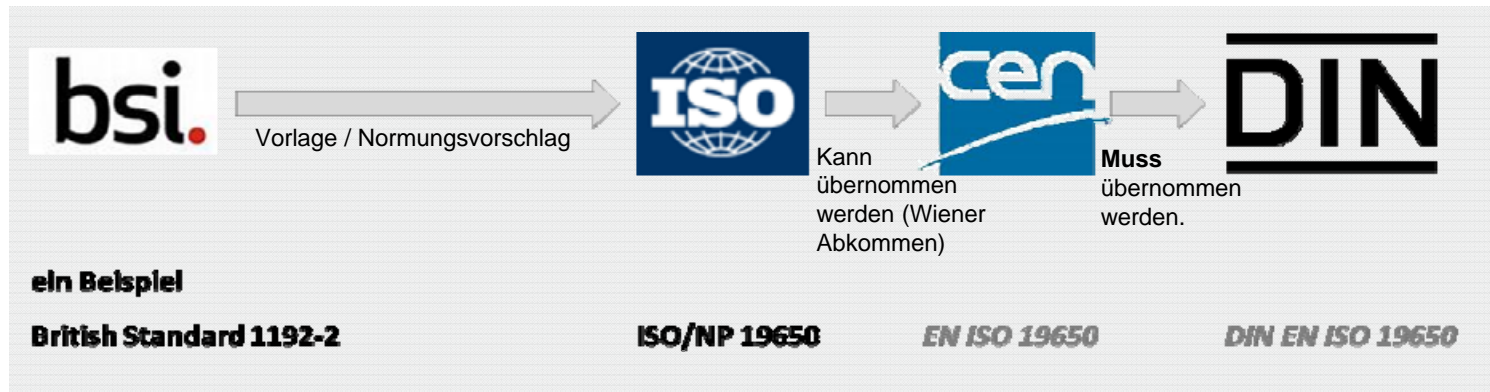 bsi.
ISO
cen
DIN
Vorlage / Normungsvorschlag
Kann
übernommen
werden (Wiener
Abkommen)
Muss
übernommen
werden.
ein Beispiel
British Standard 1192-2
ISO/NP 19650
EN ISO 19650
DIN EN ISO 19650